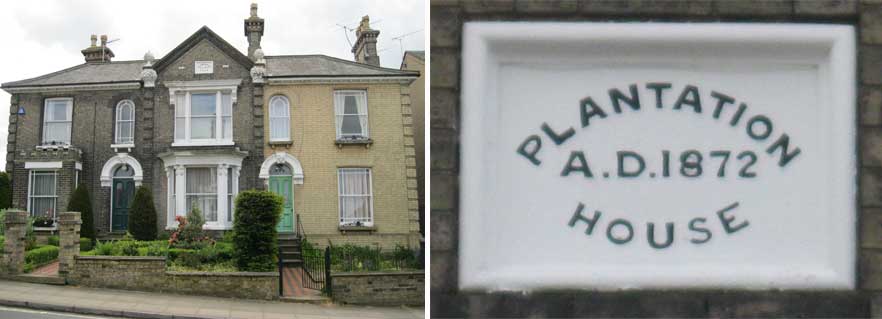 PLANTATION
A.D.1872
HOUSE